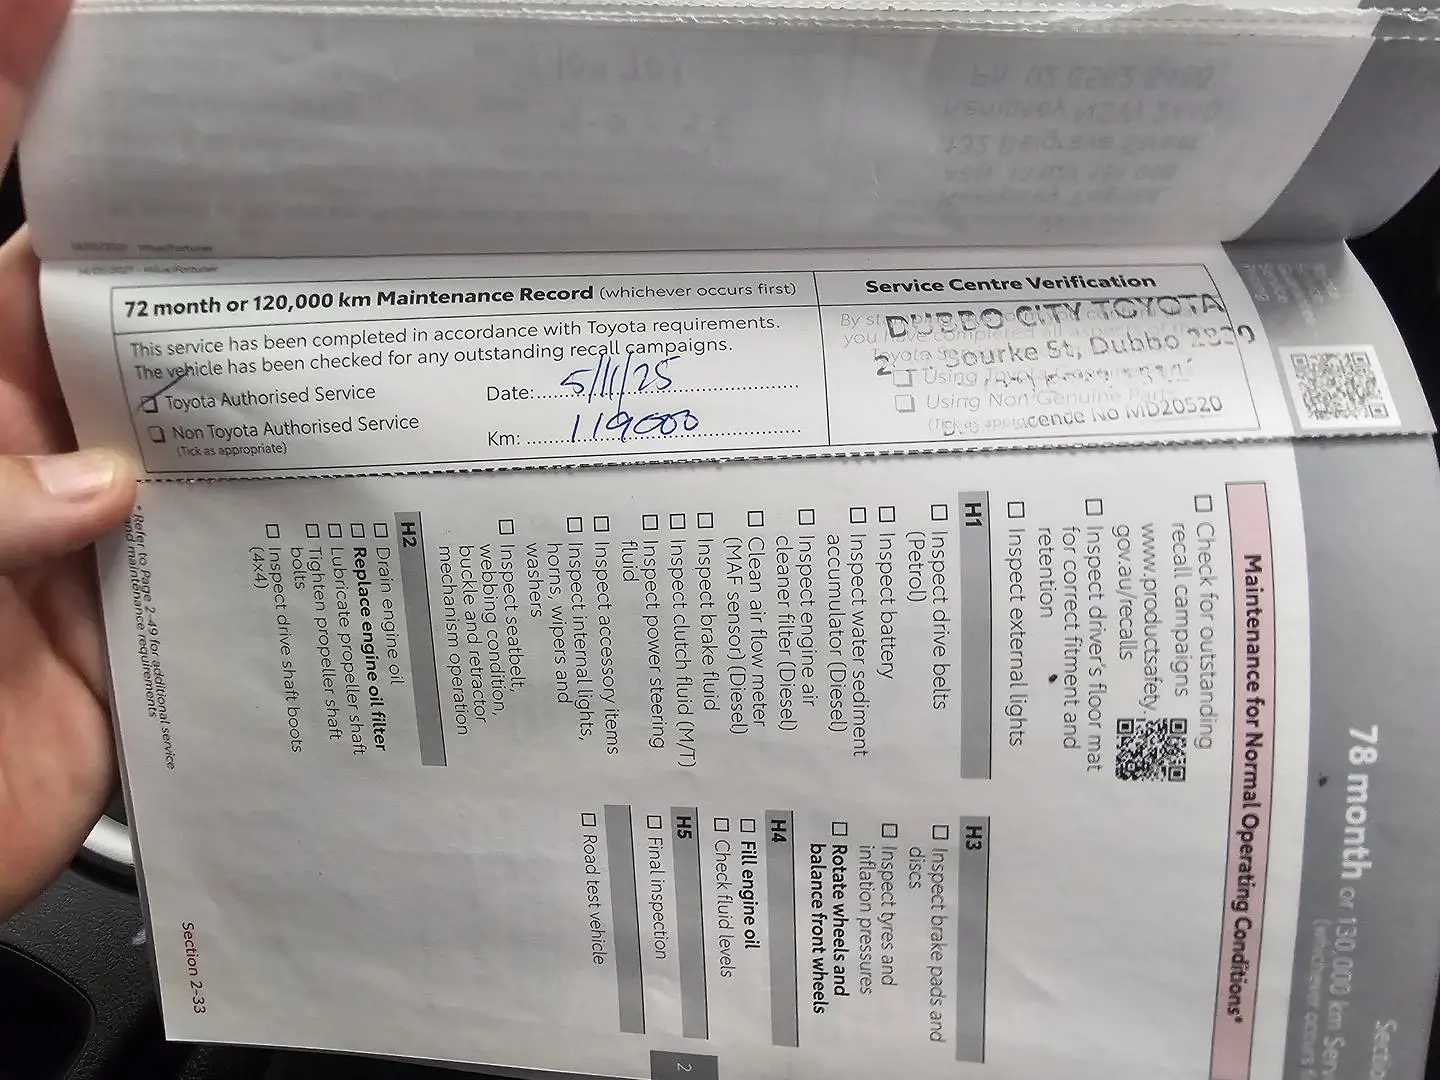 72 month or 120,000 km Maintenance Record (whichever occurs first)
This service has been completed in accordance with Toyota requirements.
The vehicle has been checked for any outstanding recall campaigns.
Toyota Authorised Service
Non Toyota Authorised Service
(Tick as appropriate)
Date: 5/11/25
Km: 119000
Service Centre Verification
DUBBO CITY TOYOTA
Bourke St, Dubbo
Using
Using Non Genuine
No MD20520
78 month or 130,000 km
Maintenance for Normal Operating Conditions*
Check for outstanding
recall campaigns
www.productsafety.
gov.au/recalls
Inspect driver's floor mat
for correct fitment and
retention
Inspect external lights
H1
Inspect drive belts
(Petrol)
Inspect battery
Inspect water sediment
accumulator (Diesel)
Inspect engine air
cleaner filter (Diesel)
Clean air flow meter
(MAF sensor) (Diesel)
Inspect brake fluid
Inspect clutch fluid (M/T)
Inspect power steering
fluid
Inspect accessory items
Inspect internal lights,
horns, wipers and
washers
Inspect seatbelt,
webbing condition,
buckle and retractor
mechanism operation
H2
Drain engine oil
Replace engine oil filter
Lubricate propeller shaft
Tighten propeller shaft
bolts
Inspect drive shaft boots
(4x4)
H3
Inspect brake pads and
discs
Inspect tyres and
inflation pressures
Rotate wheels and
balance front wheels
H4
Fill engine oil
Check fluid levels
H5
Final inspection
Road test vehicle
* Refer to Page 2-49 for additional service
and maintenance requirements
Section 2-33
2